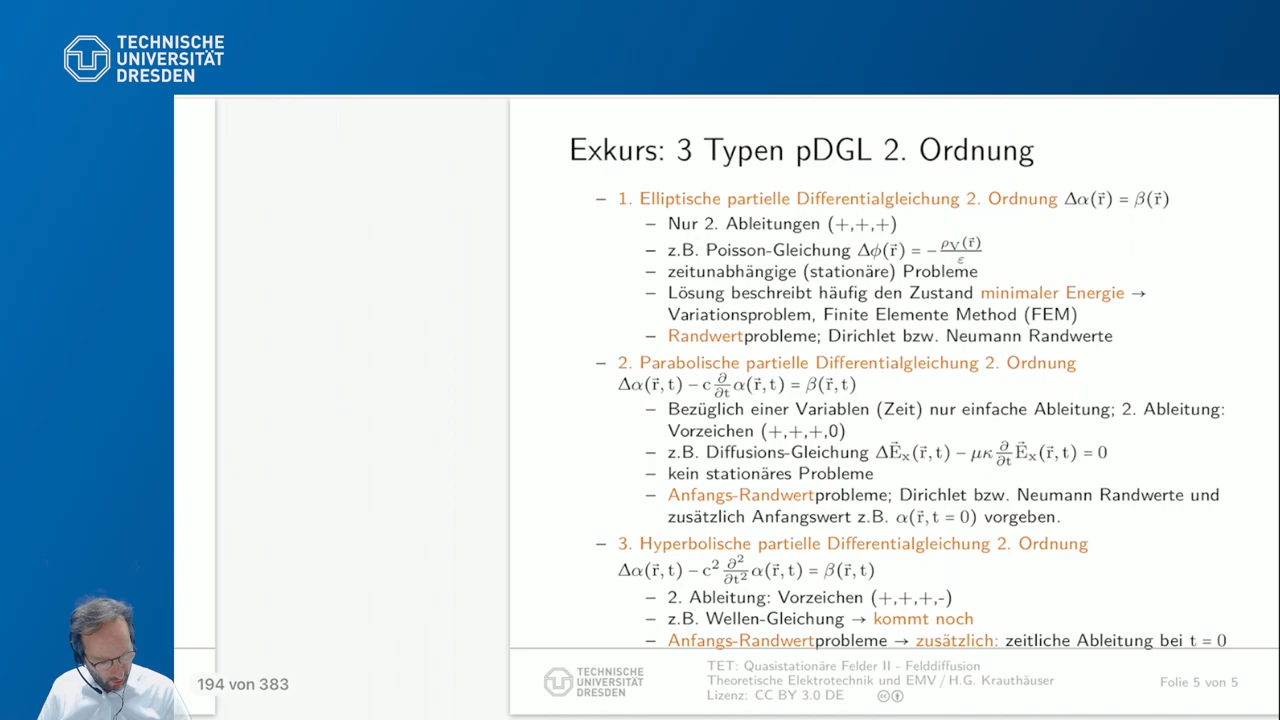 TECHNISCHE
UNIVERSITÄT
DRESDEN
Exkurs: 3 Typen pDGL 2. Ordnung
– 1. Elliptische partielle Differentialgleichung 2. Ordnung Δα(r⃗) = β(r⃗)
– Nur 2. Ableitungen (+,+,+)
– z.B. Poisson-Gleichung Δϕ(r⃗) = −ρ_V(r⃗)/ε
– zeitunabhängige (stationäre) Probleme
– Lösung beschreibt häufig den Zustand minimaler Energie →
Variationsproblem, Finite Elemente Method (FEM)
– Randwertprobleme; Dirichlet bzw. Neumann Randwerte
– 2. Parabolische partielle Differentialgleichung 2. Ordnung
Δα(r⃗, t) − c ∂/∂t α(r⃗, t) = β(r⃗, t)
– Bezüglich einer Variablen (Zeit) nur einfache Ableitung; 2. Ableitung:
Vorzeichen (+,+,+,0)
– z.B. Diffusions-Gleichung ΔE⃗ₓ(r⃗, t) − μκ ∂/∂t E⃗ₓ(r⃗, t) = 0
– kein stationäres Probleme
– Anfangs-Randwertprobleme; Dirichlet bzw. Neumann Randwerte und
zusätzlich Anfangswert z.B. α(r⃗, t = 0) vorgeben.
– 3. Hyperbolische partielle Differentialgleichung 2. Ordnung
Δα(r⃗, t) − c² ∂²/∂t² α(r⃗, t) = β(r⃗, t)
– 2. Ableitung: Vorzeichen (+,+,+,-)
– z.B. Wellen-Gleichung → kommt noch
– Anfangs-Randwertprobleme → zusätzlich: zeitliche Ableitung bei t = 0
194 von 383
TECHNISCHE
UNIVERSITÄT
DRESDEN
TET: Quasistationäre Felder II - Felddiffusion
Theoretische Elektrotechnik und EMV / H.G. Krauthäuser
Lizenz: CC BY 3.0 DE
Folie 5 von 5